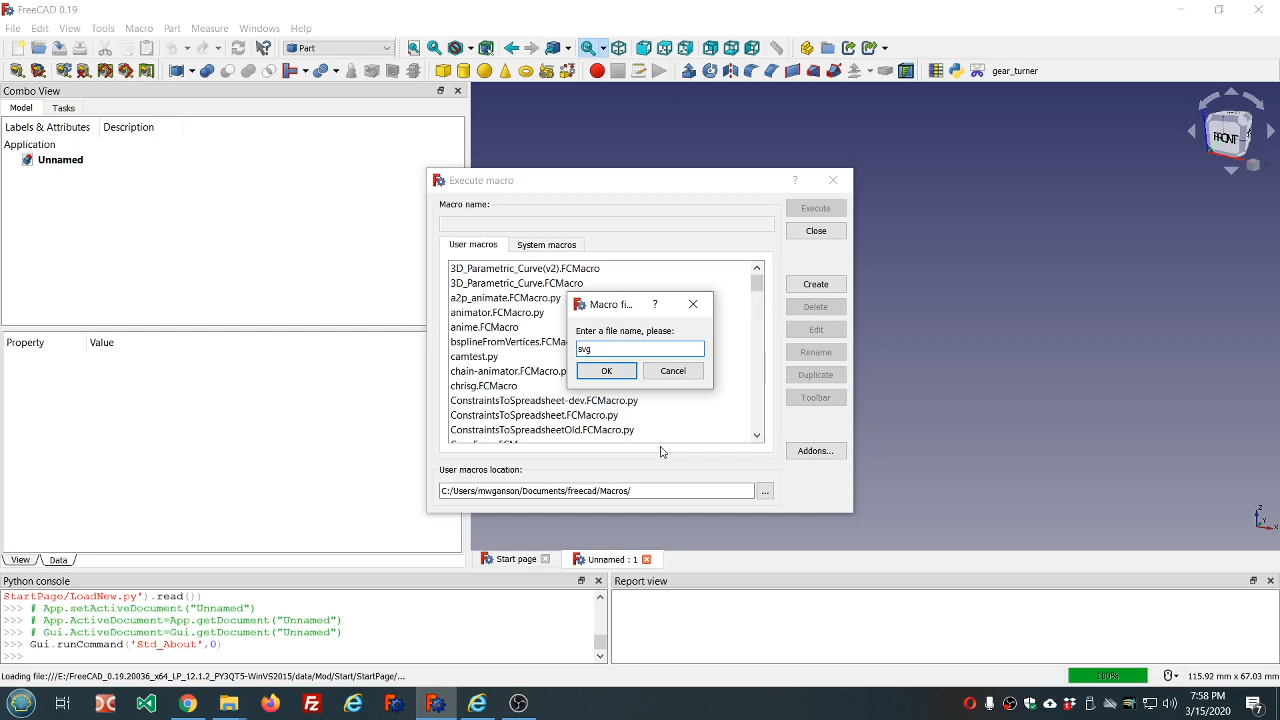 FreeCAD 0.19
File Edit View Tools Macro Part Measure Windows Help
Part
gear_turner
Combo View
Model Tasks
Labels & Attributes Description
Application
Unnamed
FRONT
Execute macro
Macro name:
Execute
User macros System macros
Close
3D_Parametric_Curve(v2).FCMacro
3D_Parametric_Curve.FCMacro
Create
a2p_animate.FCMacro.py
Delete
animator.FCMacro.py
anime.FCMacro
Edit
bsplineFromVertices.FCMa
Rename
camtest.py
chain-animator.FCMacro.p
Duplicate
chrisg.FCMacro
Toolbar
ConstraintsToSpreadsheet-dev.FCMacro.py
ConstraintsToSpreadsheet.FCMacro.py
ConstraintsToSpreadsheetOld.FCMacro.py
Addons...
Macro fi...
Enter a file name, please:
svg
OK Cancel
User macros location:
C:/Users/mwganson/Documents/freecad/Macros/
...
Property Value
View Data
Start page Unnamed : 1
Python console
StartPage/LoadNew.py').read())
>>> # App.setActiveDocument("Unnamed")
>>> # App.ActiveDocument=App.getDocument("Unnamed")
>>> # Gui.ActiveDocument=Gui.getDocument("Unnamed")
>>> Gui.runCommand('Std_About',0)
>>>
Report view
Loading file:///E:/FreeCAD_0.19.20036_x64_LP_12.1.2_PY3QT5-WinVS2015/data/Mod/Start/StartPage/...
100%
115.92 mm x 67.03 mm
7:58 PM
3/15/2020